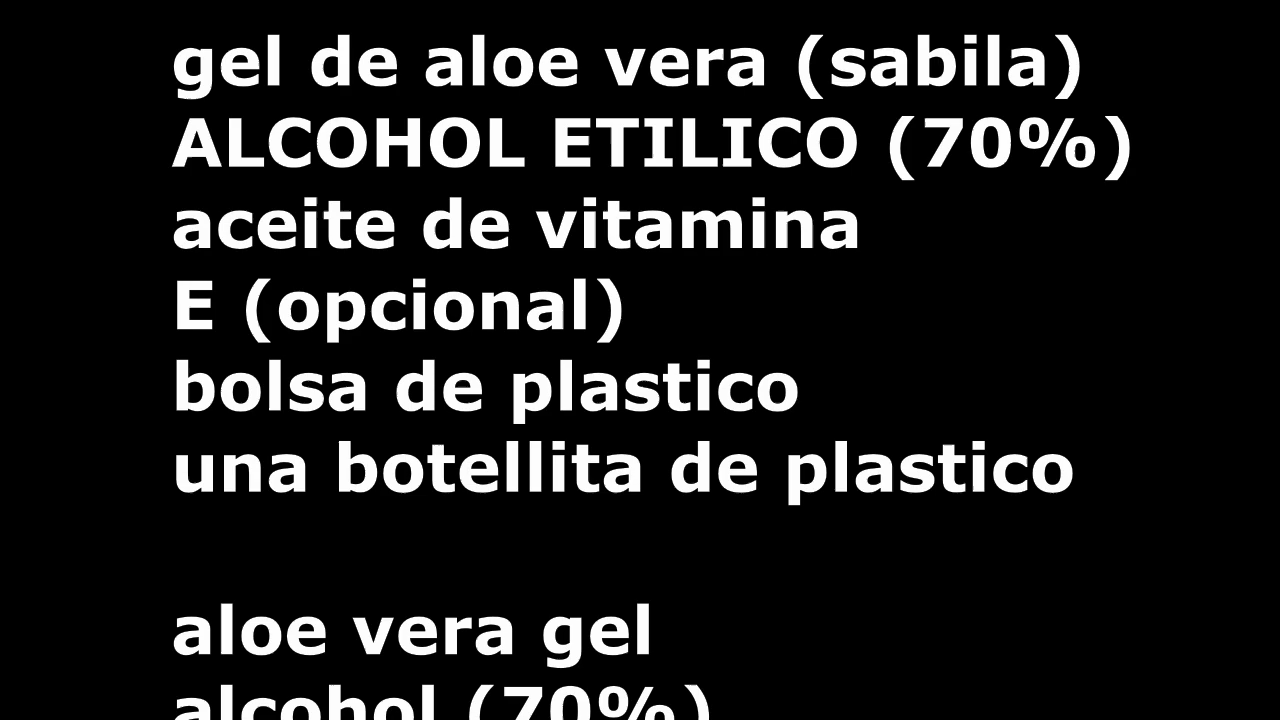 gel de aloe vera (sabila)
ALCOHOL ETILICO (70%)
aceite de vitamina
E (opcional)
bolsa de plastico
una botellita de plastico
aloe vera gel
alcohol (70%)